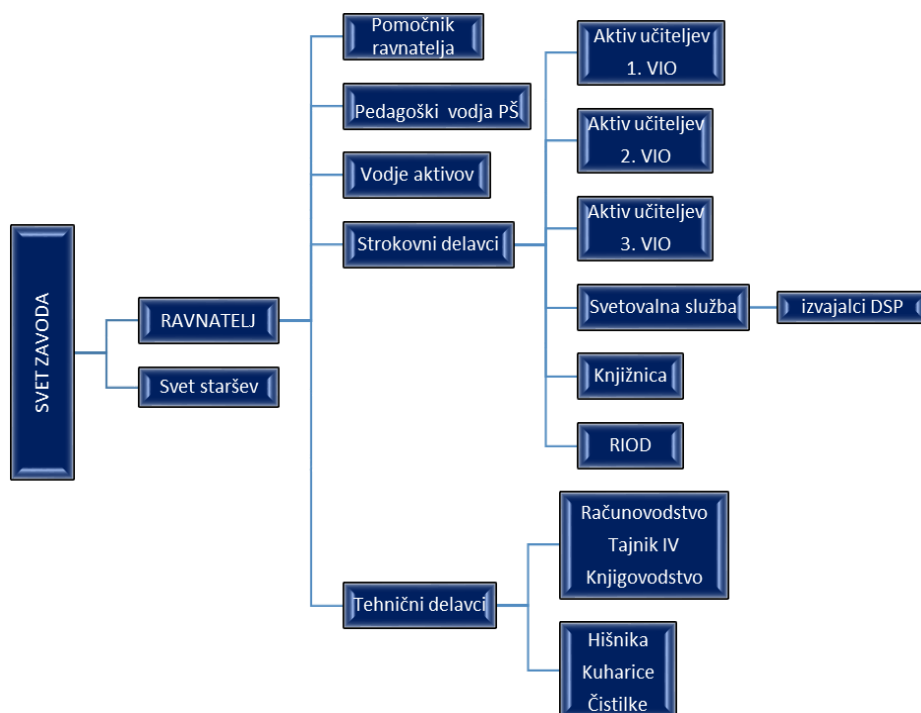 SVET ZAVODA
RAVNATELJ
Svet staršev
Pomočnik
ravnatelja
Pedagoški vodja PŠ
Vodje aktivov
Strokovni delavci
Aktiv učiteljev
1. VIO
Aktiv učiteljev
2. VIO
Aktiv učiteljev
3. VIO
Svetovalna služba
izvajalci DSP
Knjižnica
RIOD
Tehnični delavci
Računovodstvo
Tajnik IV
Knjigovodstvo
Hišnika
Kuharice
Čistilke